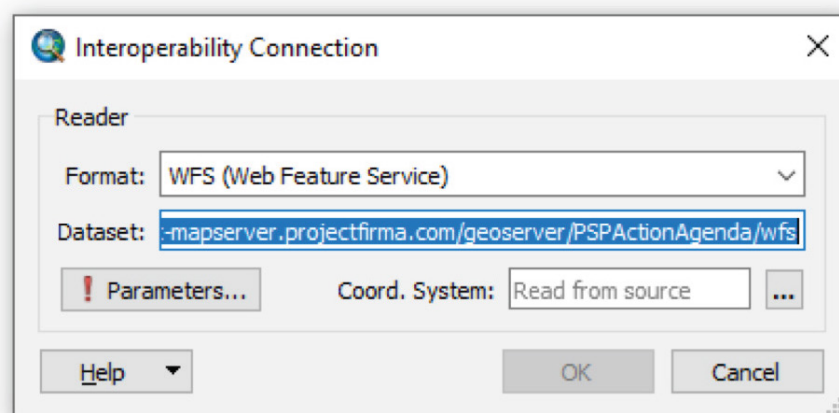 Interoperability Connection
Reader
Format: WFS (Web Feature Service)
Dataset: :-mapserver.projectfirma.com/geoserver/PSPActionAgenda/wfs
! Parameters... Coord. System: Read from source ...
Help OK Cancel